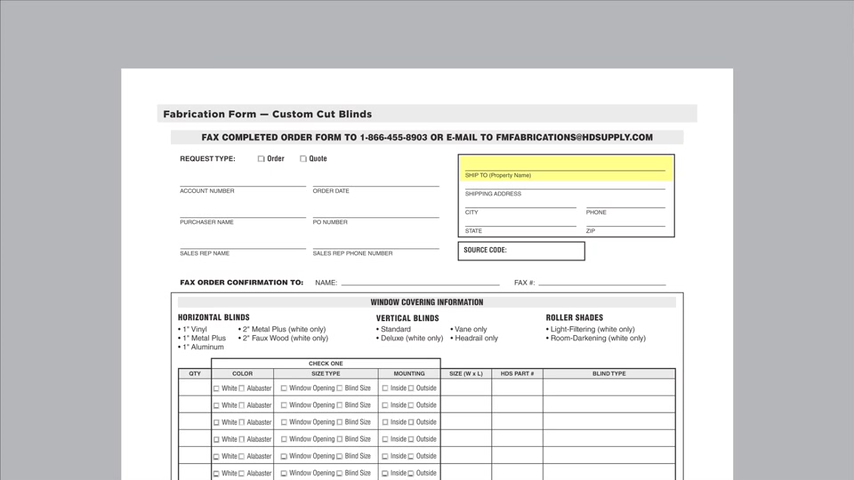 Fabrication Form — Custom Cut Blinds
FAX COMPLETED ORDER FORM TO 1-866-455-8903 OR E-MAIL TO FMFABRICATIONS@HDSUPPLY.COM
REQUEST TYPE: Order Quote
ACCOUNT NUMBER ORDER DATE
PURCHASER NAME PO NUMBER
SALES REP NAME SALES REP PHONE NUMBER
SHIP TO (Property Name)
SHIPPING ADDRESS
CITY PHONE
STATE ZIP
SOURCE CODE:
FAX ORDER CONFIRMATION TO: NAME: FAX #:
WINDOW COVERING INFORMATION
HORIZONTAL BLINDS
• 1" Vinyl • 2" Metal Plus (white only)
• 1" Metal Plus • 2" Faux Wood (white only)
• 1" Aluminum
VERTICAL BLINDS
• Standard • Vane only
• Deluxe (white only) • Headrail only
ROLLER SHADES
• Light-Filtering (white only)
• Room-Darkening (white only)
CHECK ONE
QTY COLOR SIZE TYPE MOUNTING SIZE (W x L) HDS PART # BLIND TYPE
White Alabaster Window Opening Blind Size Inside Outside
White Alabaster Window Opening Blind Size Inside Outside
White Alabaster Window Opening Blind Size Inside Outside
White Alabaster Window Opening Blind Size Inside Outside
White Alabaster Window Opening Blind Size Inside Outside
White Alabaster Window Opening Blind Size Inside Outside